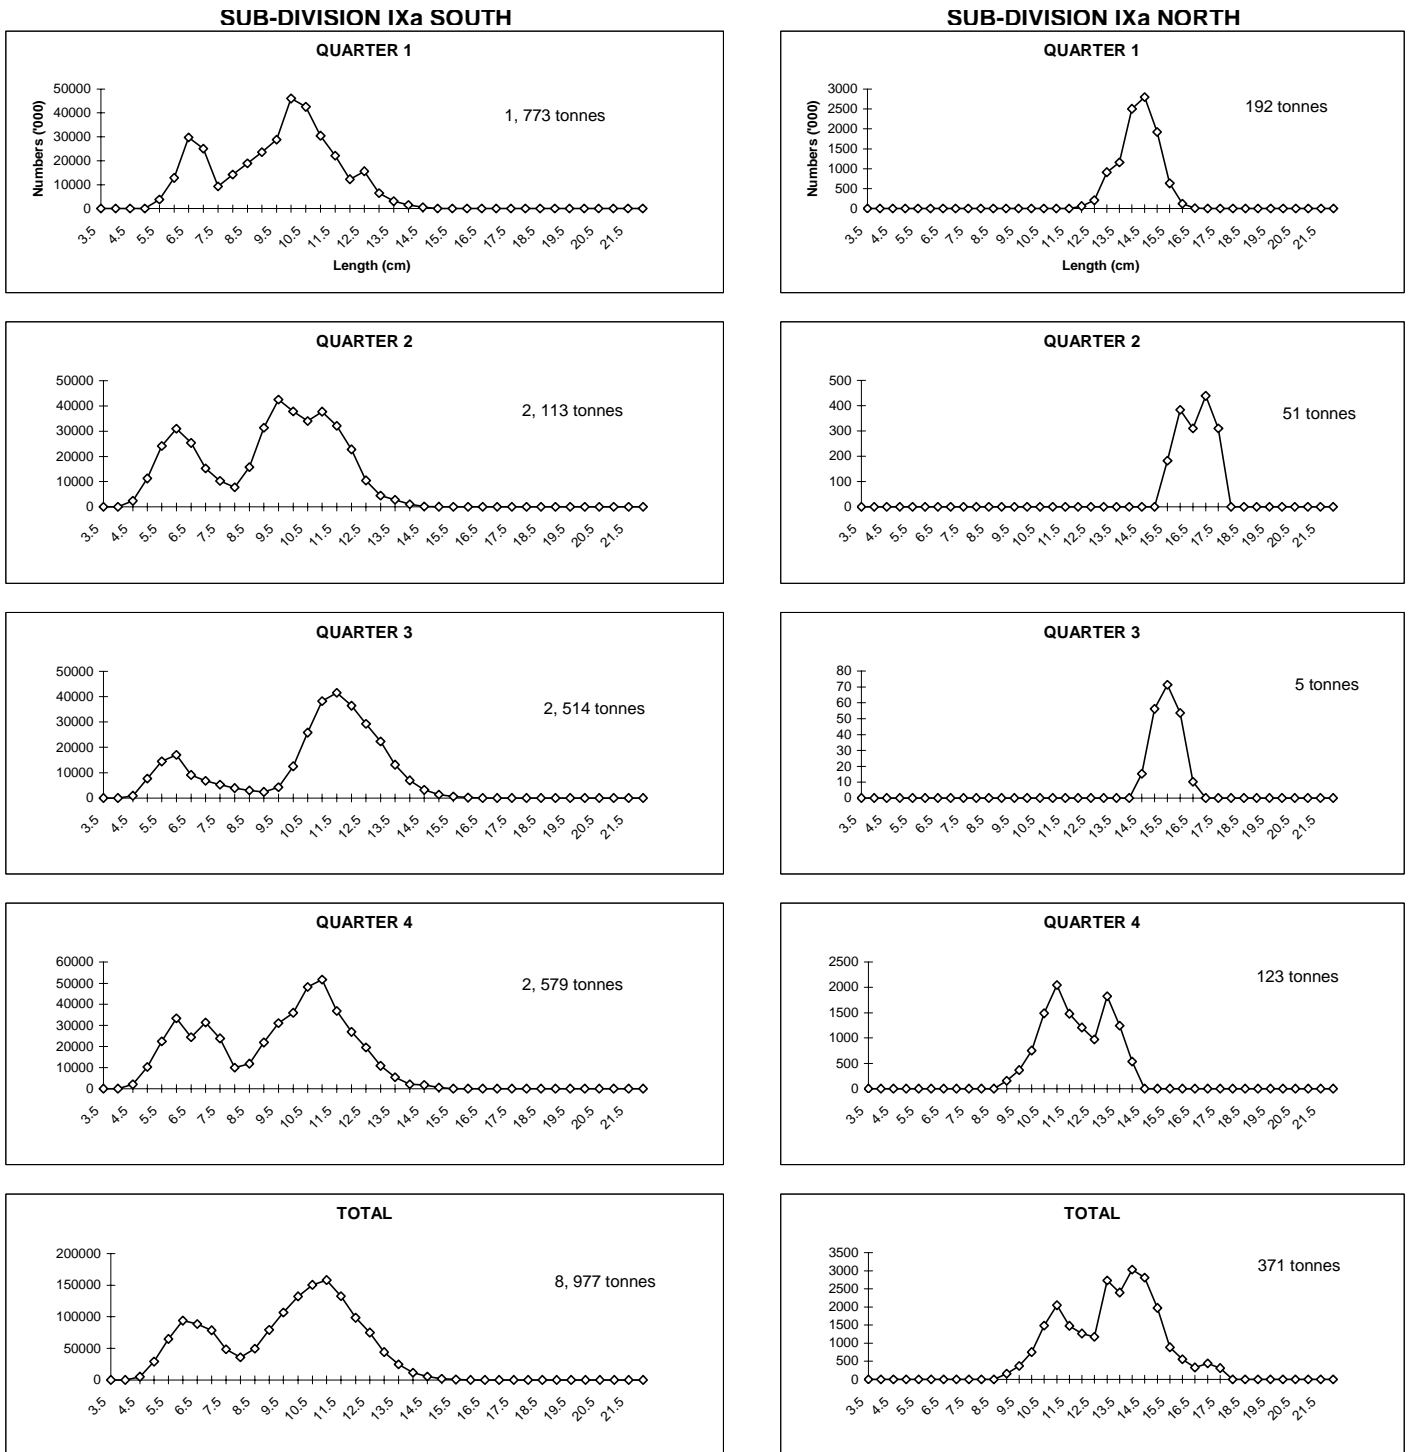 SUB-DIVISION IXa SOUTH
QUARTER 1
50000
40000
30000
20000
10000
0
Numbers ('000)
1, 773 tonnes
3.5 4.5 5.5 6.5 7.5 8.5 9.5 10.5 11.5 12.5 13.5 14.5 15.5 16.5 17.5 18.5 19.5 20.5 21.5
Length (cm)
QUARTER 2
50000
40000
30000
20000
10000
0
2, 113 tonnes
3.5 4.5 5.5 6.5 7.5 8.5 9.5 10.5 11.5 12.5 13.5 14.5 15.5 16.5 17.5 18.5 19.5 20.5 21.5
QUARTER 3
50000
40000
30000
20000
10000
0
2, 514 tonnes
3.5 4.5 5.5 6.5 7.5 8.5 9.5 10.5 11.5 12.5 13.5 14.5 15.5 16.5 17.5 18.5 19.5 20.5 21.5
QUARTER 4
60000
50000
40000
30000
20000
10000
0
2, 579 tonnes
3.5 4.5 5.5 6.5 7.5 8.5 9.5 10.5 11.5 12.5 13.5 14.5 15.5 16.5 17.5 18.5 19.5 20.5 21.5
TOTAL
200000
150000
100000
50000
0
8, 977 tonnes
3.5 4.5 5.5 6.5 7.5 8.5 9.5 10.5 11.5 12.5 13.5 14.5 15.5 16.5 17.5 18.5 19.5 20.5 21.5
SUB-DIVISION IXa NORTH
QUARTER 1
3000
2500
2000
1500
1000
500
0
Numbers ('000)
192 tonnes
3.5 4.5 5.5 6.5 7.5 8.5 9.5 10.5 11.5 12.5 13.5 14.5 15.5 16.5 17.5 18.5 19.5 20.5 21.5
Length (cm)
QUARTER 2
500
400
300
200
100
0
51 tonnes
3.5 4.5 5.5 6.5 7.5 8.5 9.5 10.5 11.5 12.5 13.5 14.5 15.5 16.5 17.5 18.5 19.5 20.5 21.5
QUARTER 3
80
70
60
50
40
30
20
10
0
5 tonnes
3.5 4.5 5.5 6.5 7.5 8.5 9.5 10.5 11.5 12.5 13.5 14.5 15.5 16.5 17.5 18.5 19.5 20.5 21.5
QUARTER 4
2500
2000
1500
1000
500
0
123 tonnes
3.5 4.5 5.5 6.5 7.5 8.5 9.5 10.5 11.5 12.5 13.5 14.5 15.5 16.5 17.5 18.5 19.5 20.5 21.5
TOTAL
3500
3000
2500
2000
1500
1000
500
0
371 tonnes
3.5 4.5 5.5 6.5 7.5 8.5 9.5 10.5 11.5 12.5 13.5 14.5 15.5 16.5 17.5 18.5 19.5 20.5 21.5